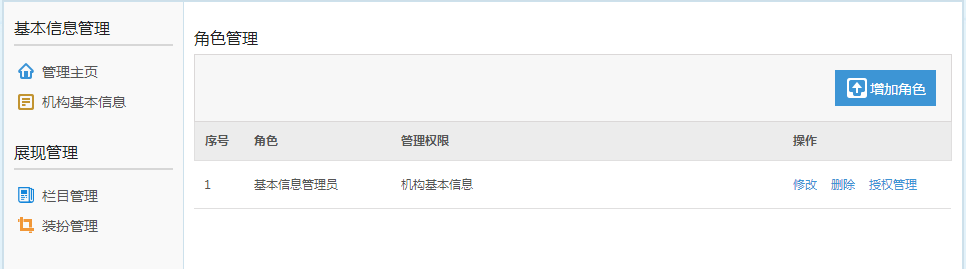 基本信息管理
管理主页
机构基本信息
展现管理
栏目管理
装扮管理
角色管理
增加角色
序号 角色 管理权限 操作
1 基本信息管理员 机构基本信息 修改 删除 授权管理